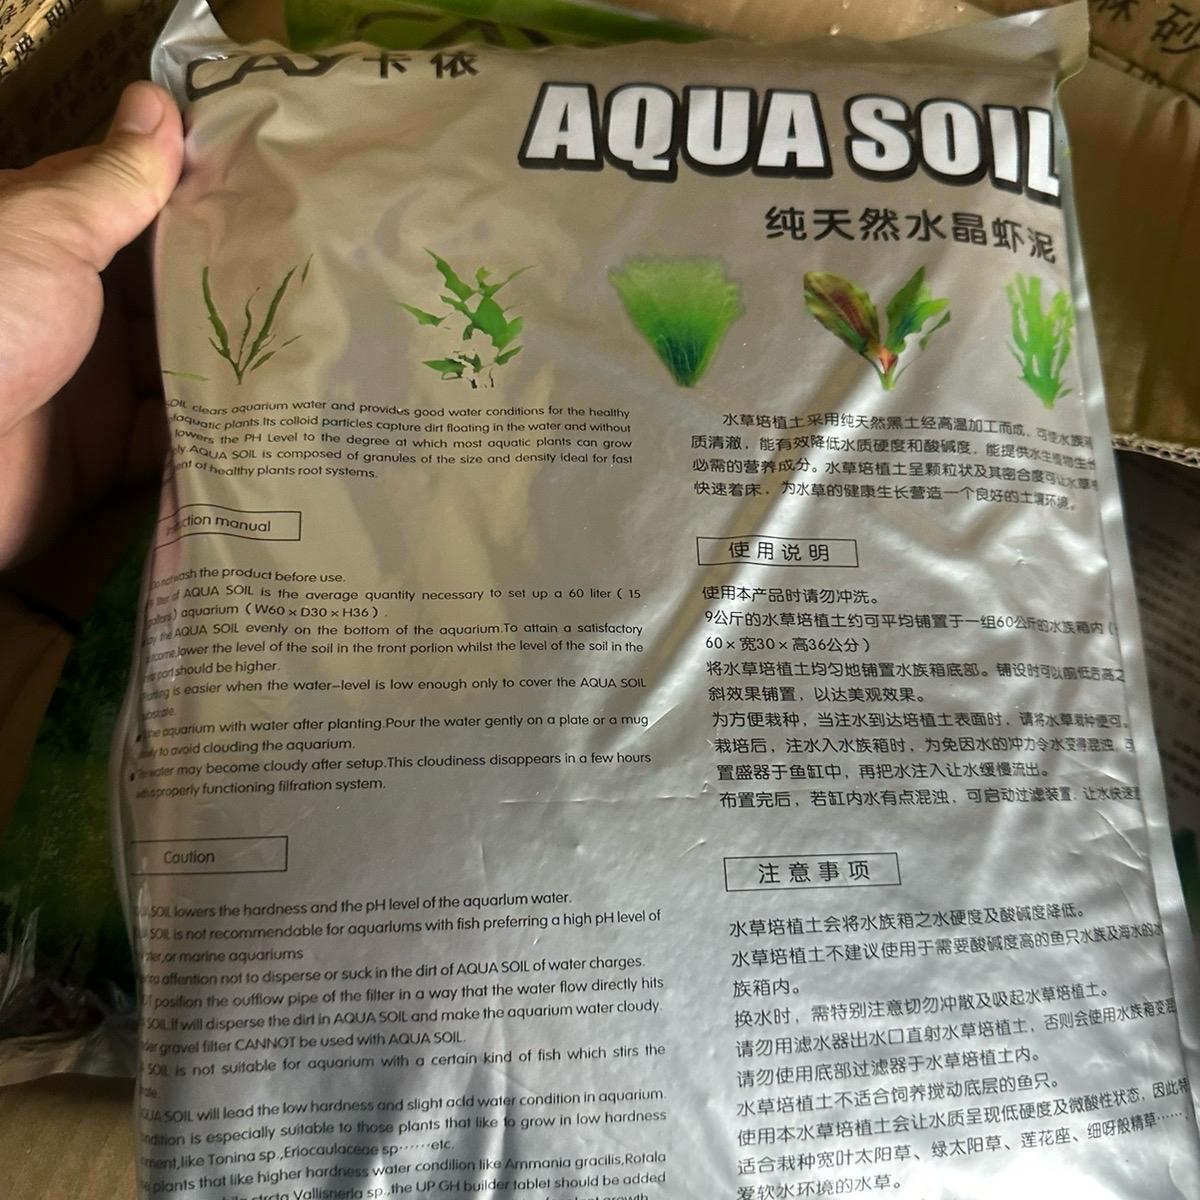 卡依
AQUA SOIL
纯天然水晶虾泥
OIL clears aquarium water and provides good water conditions for the healthy
aquatic plants.Its colloid particles capture dirt floating in the water and without
lowers the PH Level to the degree at which most aquatic plants can grow
AQUA SOIL is composed of granules of the size and density ideal for fast
of healthy plants root systems.
manual
Do not wash the product before use.
of AQUA SOIL is the average quantity necessary to set up a 60 liter ( 15
gallons) aquarium ( W60 × D30 × H36 ) .
the AQUA SOIL evenly on the bottom of the aquarium.To attain a satisfactory
lower the level of the soil in the tront porlion whilst the level of the soil in the
part should be higher.
is easier when the water–level is low enough only to cover the AQUA SOIL
aquarium with water after planting.Pour the water gently on a plate or a mug
to avoid clouding the aquarium.
water may become cloudy after setup.This cloudiness disappears in a few hours
properly functioning filfration system.
Caution
SOIL lowers the hardness and the pH level of the aquarlum water.
SOIL is not recommendable for aquarlums with fish preferring a high pH level of
or marine aquariums
affention not to disperse or suck in the dirt of AQUA SOIL of water charges.
position the oufflow pipe of the filter in a way that the water flow directly hits
SOIL.if will disperse the dirt in AQUA SOIL and make the aquarium water cloudy.
gravel filter CANNOT be used with AQUA SOIL.
SOIL is not suitable for aquarium with a certain kind of fish which stirs the
SOIL will lead the low hardness and slight acld water condition in aquarium.
is especially suitable to those plants that like to grow in low hardness
like Tonina sp.,Eriocaulaceae sp······etc.
plants that like higher hardness water condilion like Ammania gracilis,Rotala
Vallisneria sp.,the UP GH builder tablet should be added
水草培植土采用纯天然黑土经高温加工而成，可使水族
质清澈，能有效降低水质硬度和酸碱度，能提供水生植物生长
必需的营养成分。水草培植土呈颗粒状及其密合度可让水草
快速着床，为水草的健康生长营造一个良好的土壤环境。
使用说明
使用本产品时请勿冲洗。
9公斤的水草培植土约可平均铺置于一组60公斤的水族箱内（
60 × 宽30 × 高36公分）
将水草培植土均匀地铺置水族箱底部。铺设时可以前低后高之
斜效果铺置，以达美观效果。
为方便栽种，当注水到达培植土表面时，请将水草栽种便可。
栽培后，注水入水族箱时，为免因水的冲力令水变得混浊，可
置盛器于鱼缸中，再把水注入让水缓慢流出。
布置完后，若缸内水有点混浊，可启动过滤装置，让水快速
注意事项
水草培植土会将水族箱之水硬度及酸碱度降低。
水草培植土不建议使用于需要酸碱度高的鱼只水族及海水的水
族箱内。
换水时，需特别注意切勿冲散及吸起水草培植土。
请勿用滤水器出水口直射水草培植土，否则会使用水族箱变混
请勿使用底部过滤器于水草培植土内。
水草培植土不适合饲养搅动底层的鱼只。
使用本水草培植土会让水质呈现低硬度及微酸性状态，因此特
适合栽种宽叶太阳草、绿太阳草、莲花座、细呀般精草······
爱软水环境的水草。